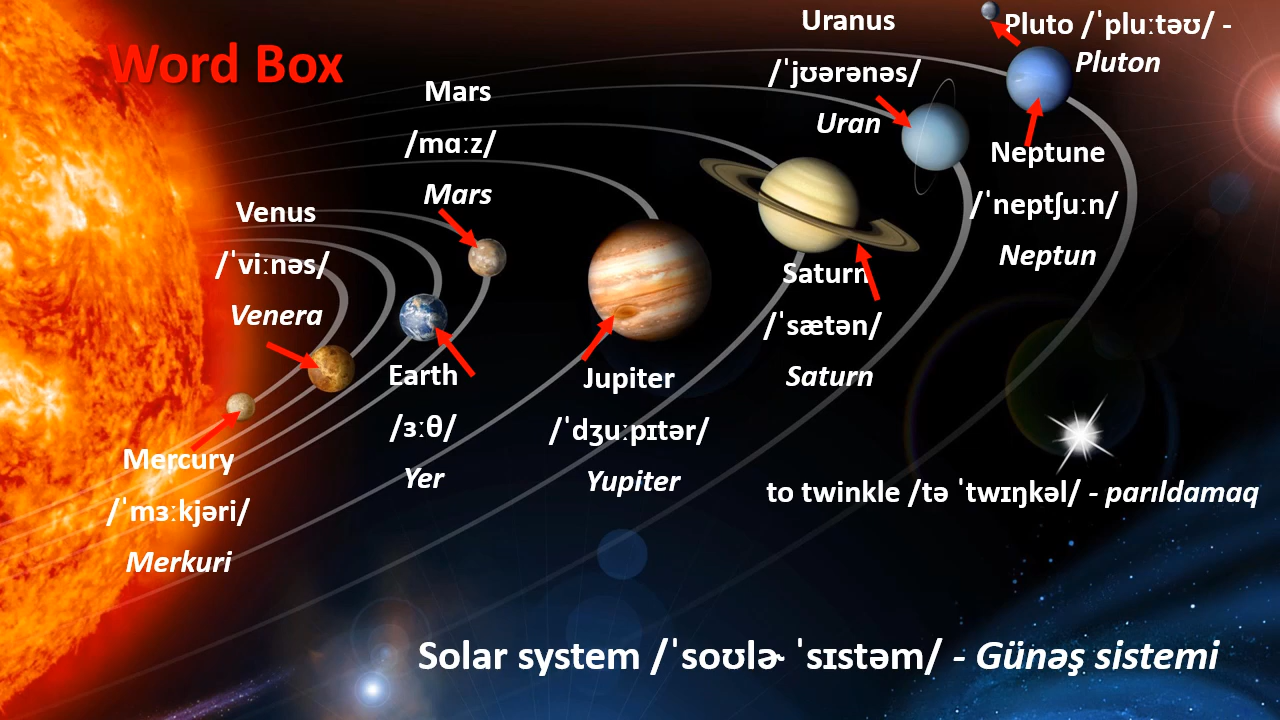 Word Box
Mercury
/ˈmɜːkjəri/
Merkuri
Venus
/ˈviːnəs/
Venera
Earth
/ɜːθ/
Yer
Mars
/mɑːz/
Mars
Jupiter
/ˈdʒuːpɪtər/
Yupiter
Saturn
/ˈsætən/
Saturn
Uranus
/ˈjʊərənəs/
Uran
Neptune
/ˈneptʃuːn/
Neptun
Pluto /ˈpluːtəʊ/ -
Pluton
to twinkle /tə ˈtwɪŋkəl/ - parıldamaq
Solar system /ˈsoʊlɚ ˈsɪstəm/ - Günəş sistemi